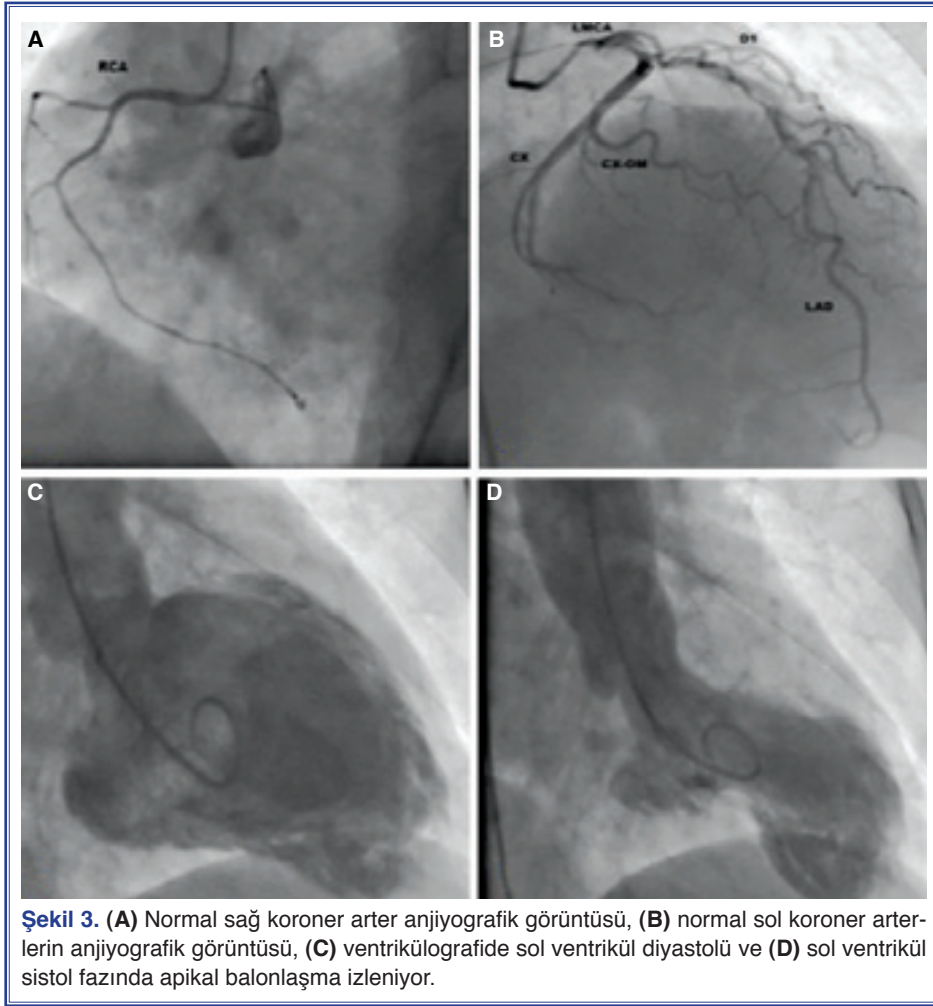 A
RCA
B
LMCA
D1
CX
CX-OM
LAD
C
D
Şekil 3. (A) Normal sağ koroner arter anjiyografik görüntüsü, (B) normal sol koroner arter-
lerin anjiyografik görüntüsü, (C) ventrikülografide sol ventrikül diyastolü ve (D) sol ventrikül
sistol fazında apikal balonlaşma izleniyor.